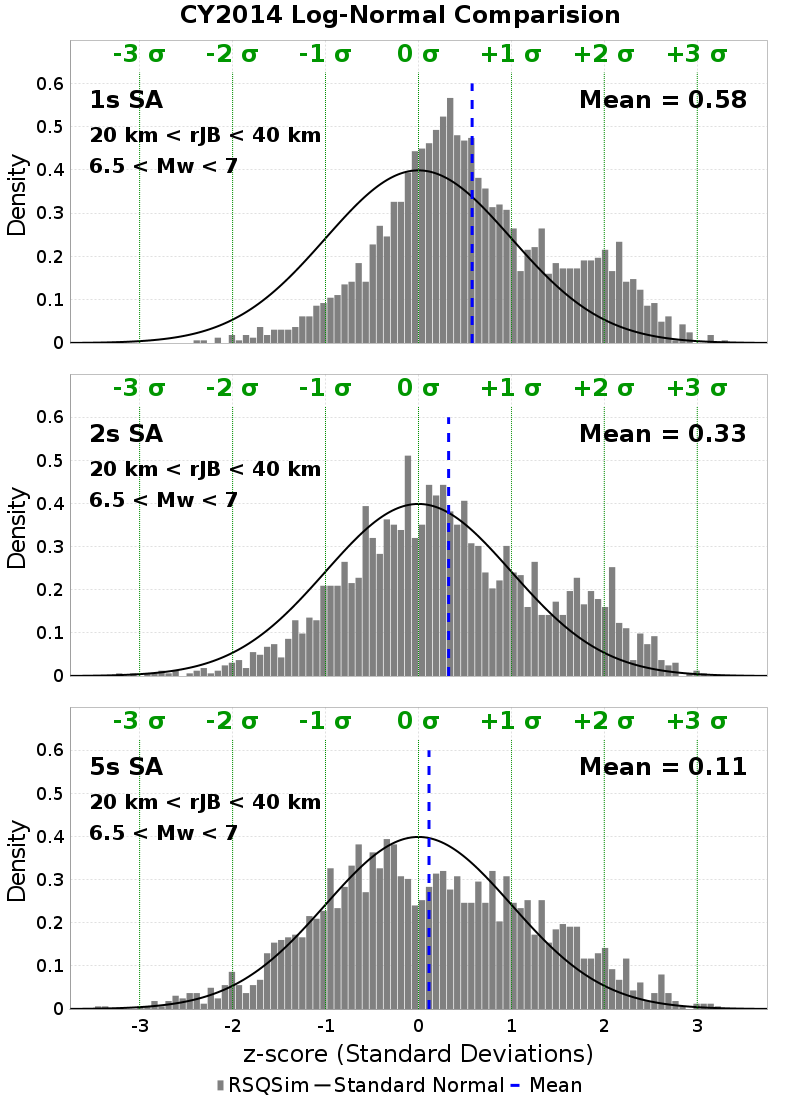 CY2014 Log-Normal Comparision
-3 σ -2 σ -1 σ 0 σ +1 σ +2 σ +3 σ
1s SA Mean = 0.58
20 km < rJB < 40 km
6.5 < Mw < 7
Density
0.6
0.5
0.4
0.3
0.2
0.1
0
-3 σ -2 σ -1 σ 0 σ +1 σ +2 σ +3 σ
2s SA Mean = 0.33
20 km < rJB < 40 km
6.5 < Mw < 7
Density
0.6
0.5
0.4
0.3
0.2
0.1
0
-3 σ -2 σ -1 σ 0 σ +1 σ +2 σ +3 σ
5s SA Mean = 0.11
20 km < rJB < 40 km
6.5 < Mw < 7
Density
0.6
0.5
0.4
0.3
0.2
0.1
0
-3 -2 -1 0 1 2 3
z-score (Standard Deviations)
RSQSim Standard Normal Mean